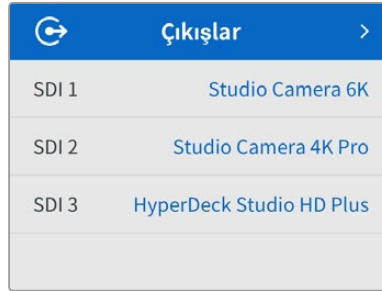 Çıkışlar
SDI 1 Studio Camera 6K
SDI 2 Studio Camera 4K Pro
SDI 3 HyperDeck Studio HD Plus